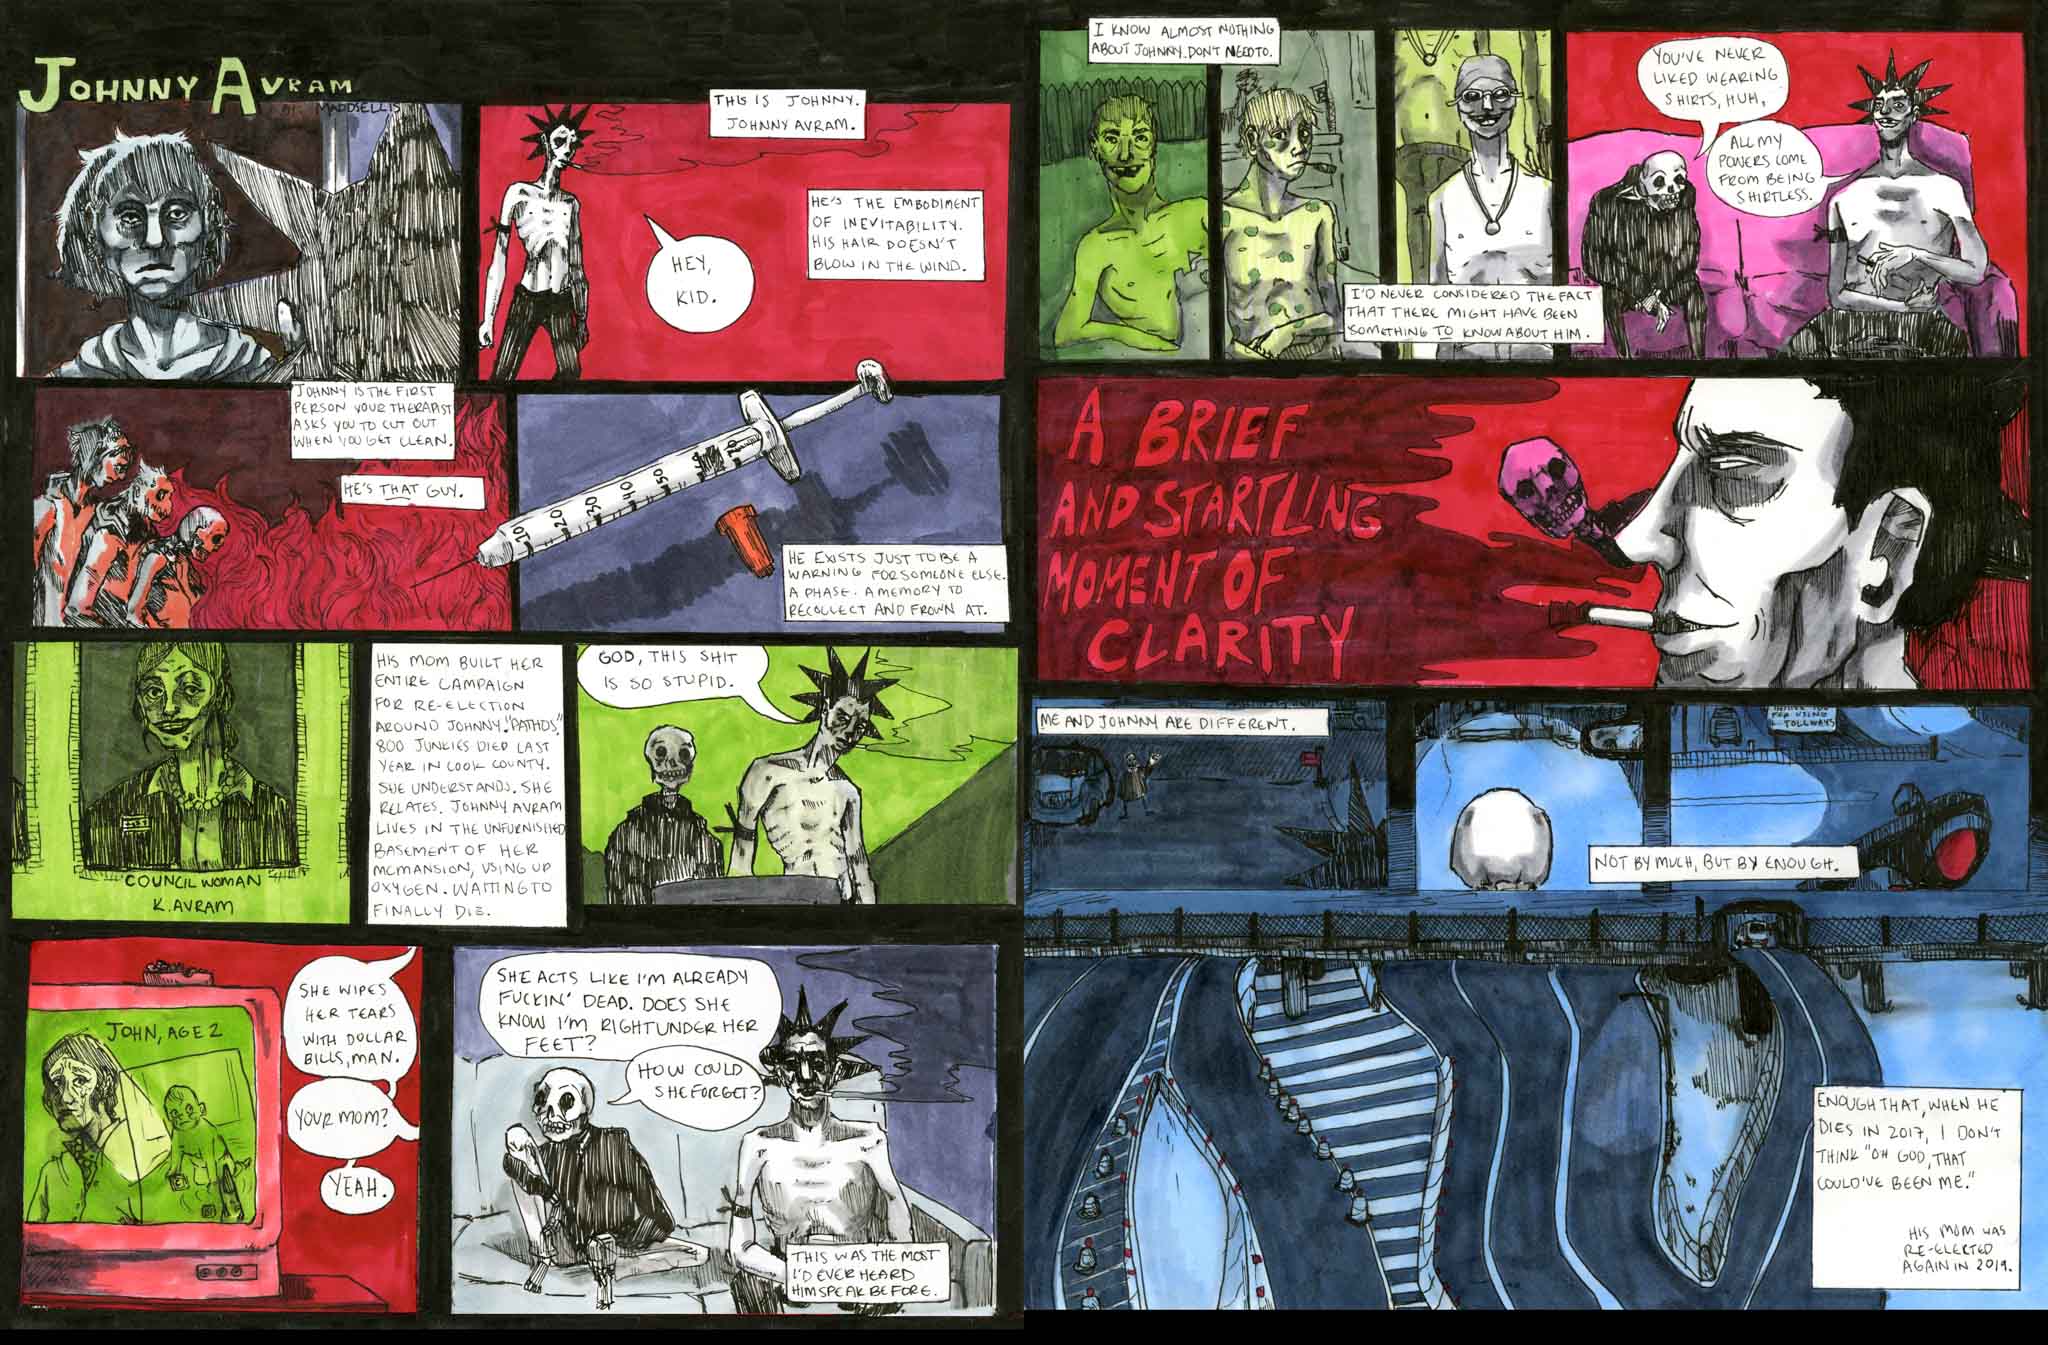 JOHNNY AVRAM
BY: MADDSELLIS
THIS IS JOHNNY.
JOHNNY AVRAM.
HE'S THE EMBODIMENT
OF INEVITABILITY.
HIS HAIR DOESN'T
BLOW IN THE WIND.
HEY,
KID.
JOHNNY IS THE FIRST
PERSON YOUR THERAPIST
ASKS YOU TO CUT OUT
WHEN YOU GET CLEAN.
HE'S THAT GUY.
10
20
30
40
50
HE EXISTS JUST TO BE A
WARNING FOR SOMEONE ELSE.
A PHASE. A MEMORY TO
RECOLLECT AND FROWN AT.
COUNCIL WOMAN
K. AVRAM
HIS MOM BUILT HER
ENTIRE CAMPAIGN
FOR RE-ELECTION
AROUND JOHNNY. "PATHOS."
800 JUNKIES DIED LAST
YEAR IN COOK COUNTY.
SHE UNDERSTANDS. SHE
RELATES. JOHNNY AVRAM
LIVES IN THE UNFURNISHED
BASEMENT OF HER
MCMANSION, USING UP
OXYGEN. WAITING TO
FINALLY DIE.
GOD, THIS SHIT
IS SO STUPID.
JOHN, AGE 2
SHE WIPES
HER TEARS
WITH DOLLAR
BILLS, MAN.
YOUR MOM?
YEAH.
SHE ACTS LIKE I'M ALREADY
FUCKIN' DEAD. DOES SHE
KNOW I'M RIGHT UNDER HER
FEET?
HOW COULD
SHE FORGET?
THIS WAS THE MOST
I'D EVER HEARD
HIM SPEAK BEFORE.
I KNOW ALMOST NOTHING
ABOUT JOHNNY. DON'T NEED TO.
I'D NEVER CONSIDERED THE FACT
THAT THERE MIGHT HAVE BEEN
SOMETHING TO KNOW ABOUT HIM.
YOU'VE NEVER
LIKED WEARING
SHIRTS, HUH.
ALL MY
POWERS COME
FROM BEING
SHIRTLESS.
A BRIEF
AND STARTLING
MOMENT OF
CLARITY
ME AND JOHNNY ARE DIFFERENT.
FOR USING
TOLLWAYS
NOT BY MUCH, BUT BY ENOUGH.
ENOUGH THAT, WHEN HE
DIES IN 2017, I DON'T
THINK "OH GOD, THAT
COULD'VE BEEN ME."
HIS MOM WAS
RE-ELECTED
AGAIN IN 2019.